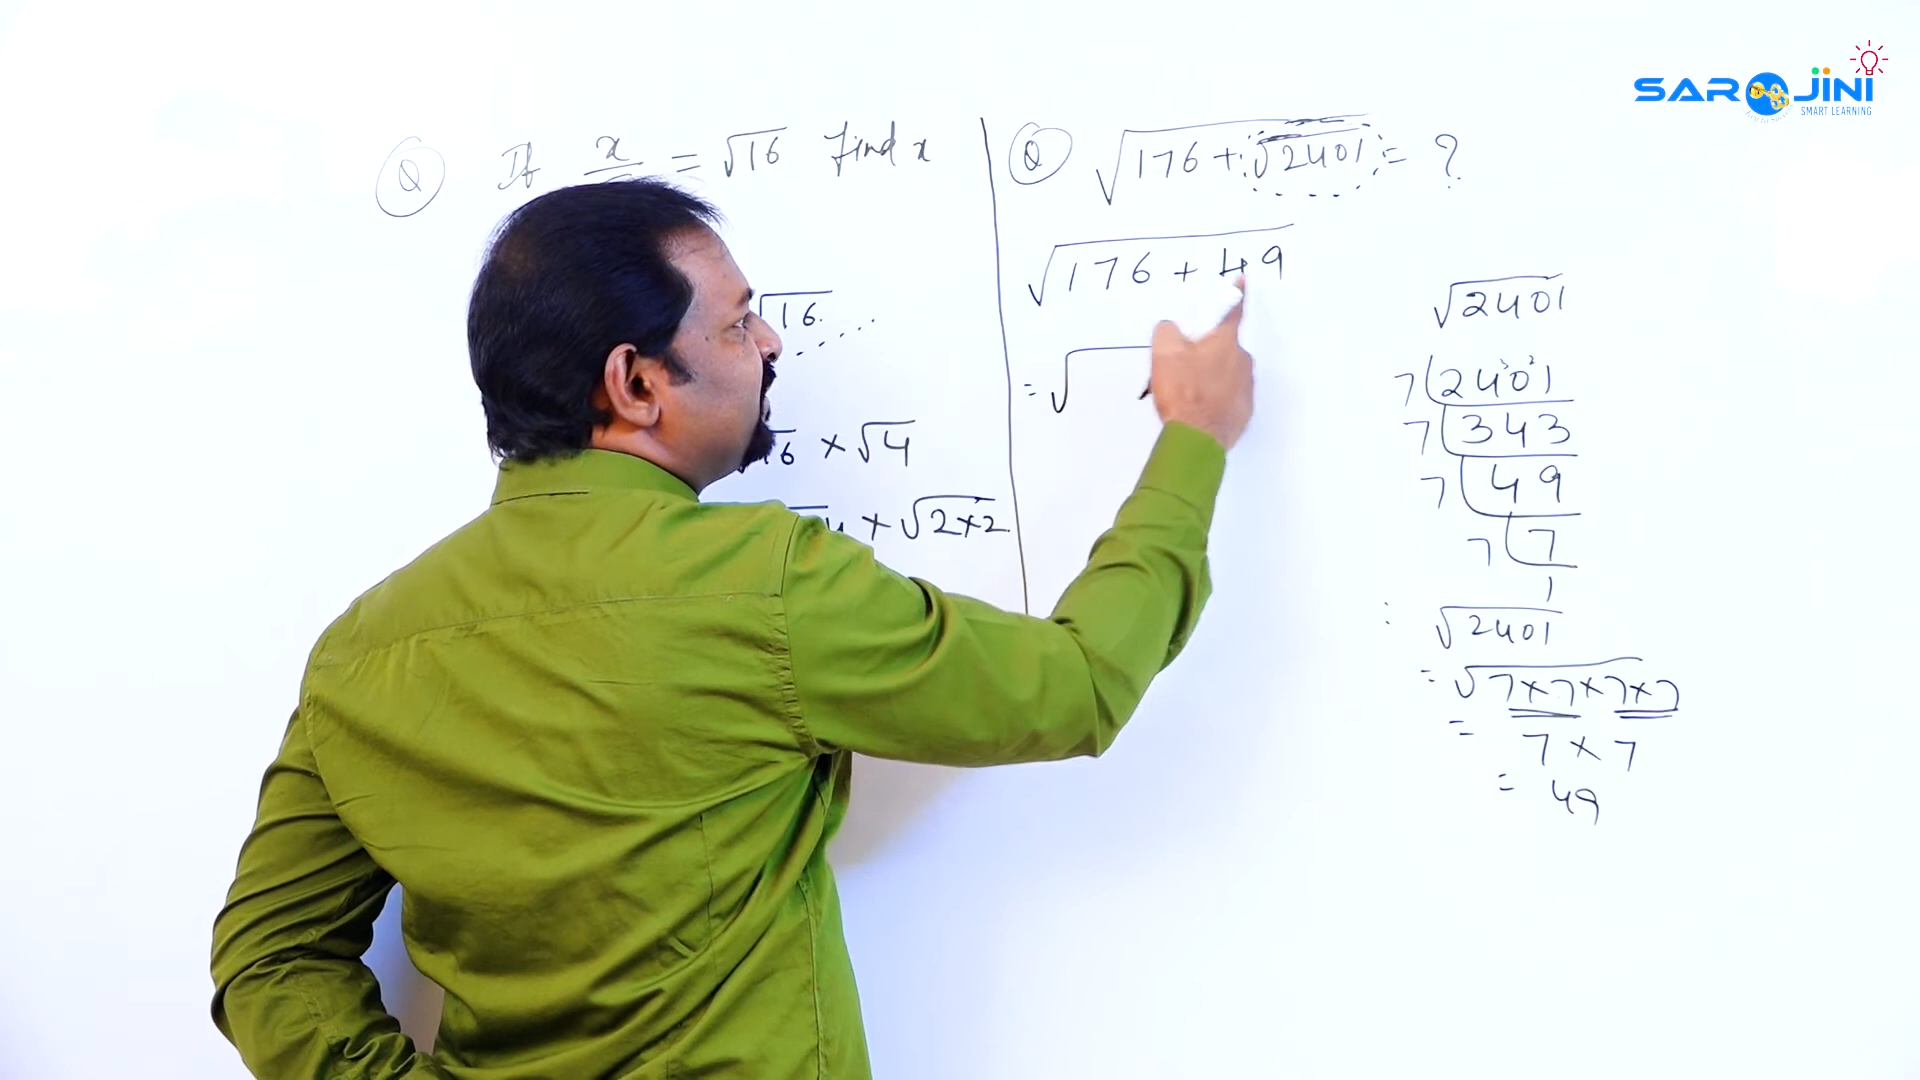 SAROJINI
SMART LEARNING
Q If x = √16 find x
√16
√16 × √4
4 × √2×2
Q √176 + √2401 = ?
√176 + 49
= √
√2401
7 2401
7 343
7 49
7 7
1
√2401
= √7×7×7×7
= 7 × 7
= 49